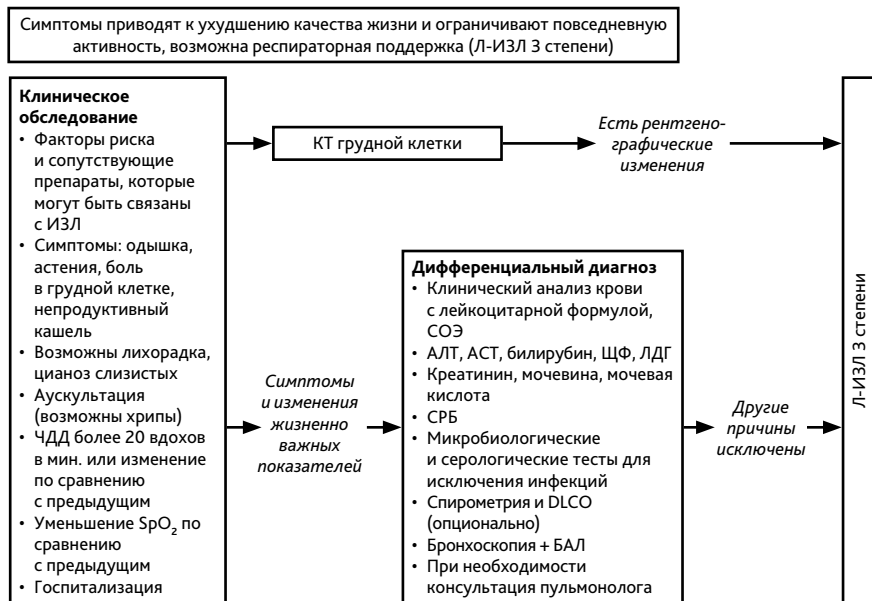 Симптомы приводят к ухудшению качества жизни и ограничивают повседневную
активность, возможна респираторная поддержка (Л-ИЗЛ 3 степени)
Клиническое
обследование
• Факторы риска
и сопутствующие
препараты, которые
могут быть связаны
с ИЗЛ
• Симптомы: одышка,
астения, боль
в грудной клетке,
непродуктивный
кашель
• Возможны лихорадка,
цианоз слизистых
• Аускультация
(возможны хрипы)
• ЧДД более 20 вдохов
в мин. или изменение
по сравнению
с предыдущим
• Уменьшение SpO₂ по
сравнению
с предыдущим
• Госпитализация
КТ грудной клетки
Есть рентгено-
графические
изменения
Симптомы
и изменения
жизненно
важных
показателей
Дифференциальный диагноз
• Клинический анализ крови
с лейкоцитарной формулой,
СОЭ
• АЛТ, АСТ, билирубин, ЩФ, ЛДГ
• Креатинин, мочевина, мочевая
кислота
• СРБ
• Микробиологические
и серологические тесты для
исключения инфекций
• Спирометрия и DLCO
(опционально)
• Бронхоскопия + БАЛ
• При необходимости
консультация пульмонолога
Другие
причины
исключены
Л-ИЗЛ 3 степени